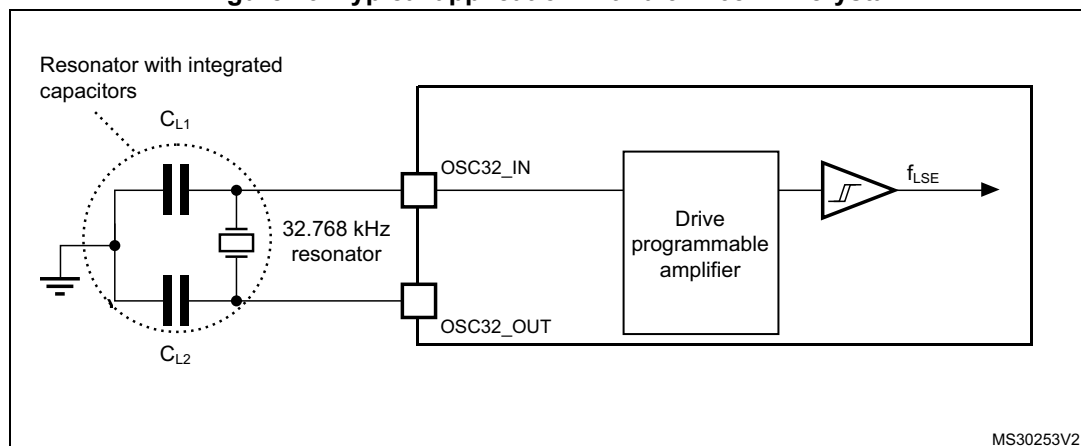 Resonator with integrated
capacitors
CL1
OSC32_IN
fLSE
32.768 kHz
resonator
Drive
programmable
amplifier
OSC32_OUT
CL2
MS30253V2